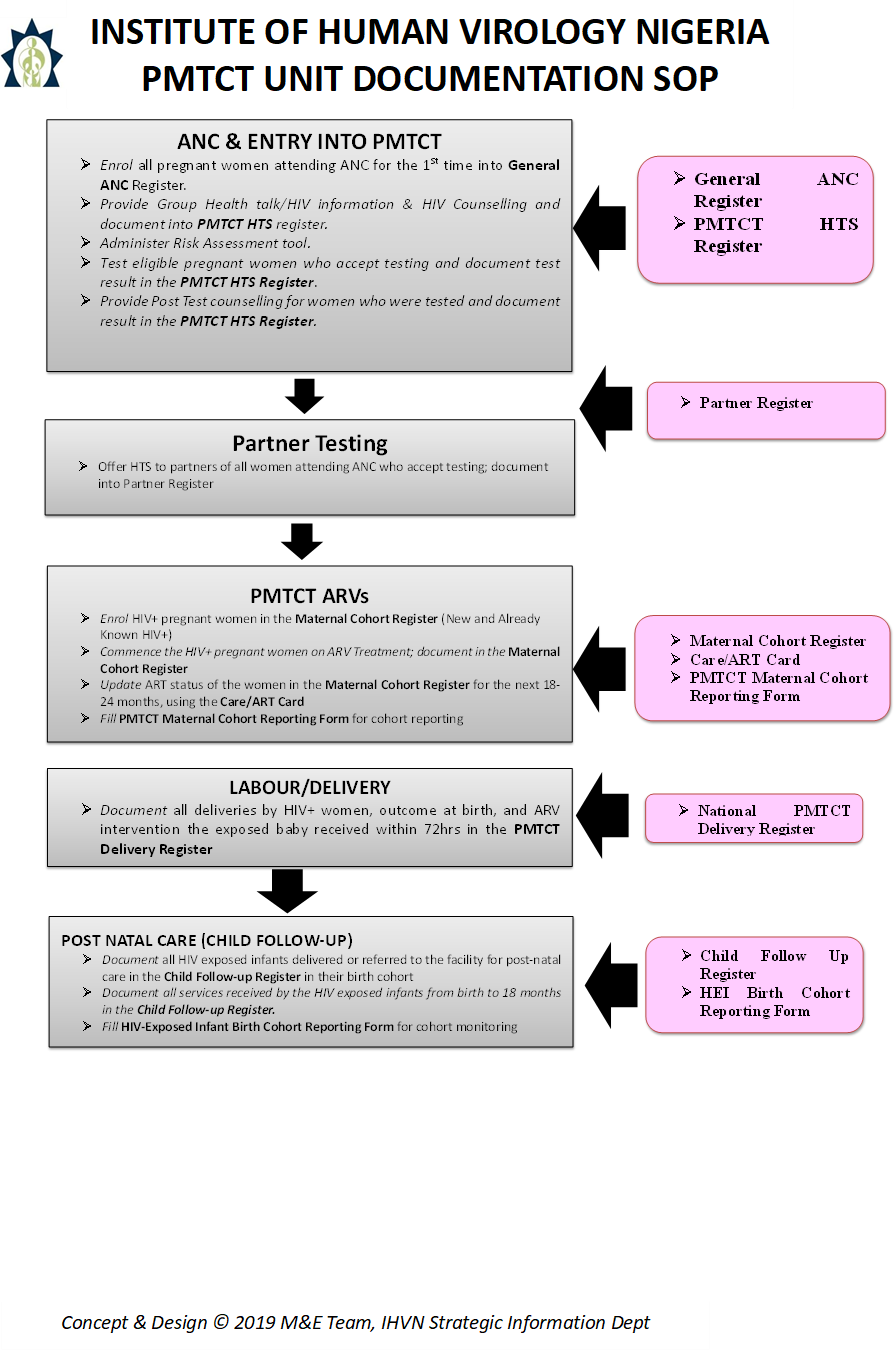 INSTITUTE OF HUMAN VIROLOGY NIGERIA
PMTCT UNIT DOCUMENTATION SOP
ANC & ENTRY INTO PMTCT
➢ Enrol all pregnant women attending ANC for the 1st time into General
ANC Register.
➢ Provide Group Health talk/HIV information & HIV Counselling and
document into PMTCT HTS register.
➢ Administer Risk Assessment tool.
➢ Test eligible pregnant women who accept testing and document test
result in the PMTCT HTS Register.
➢ Provide Post Test counselling for women who were tested and document
result in the PMTCT HTS Register.
➢ General ANC
Register
➢ PMTCT HTS
Register
Partner Testing
➢ Offer HTS to partners of all women attending ANC who accept testing; document
into Partner Register
➢ Partner Register
PMTCT ARVs
➢ Enrol HIV+ pregnant women in the Maternal Cohort Register (New and Already
Known HIV+)
➢ Commence the HIV+ pregnant women on ARV Treatment; document in the Maternal
Cohort Register
➢ Update ART status of the women in the Maternal Cohort Register for the next 18-
24 months, using the Care/ART Card
➢ Fill PMTCT Maternal Cohort Reporting Form for cohort reporting
➢ Maternal Cohort Register
➢ Care/ART Card
➢ PMTCT Maternal Cohort
Reporting Form
LABOUR/DELIVERY
➢ Document all deliveries by HIV+ women, outcome at birth, and ARV
intervention the exposed baby received within 72hrs in the PMTCT
Delivery Register
➢ National PMTCT
Delivery Register
POST NATAL CARE (CHILD FOLLOW-UP)
➢ Document all HIV exposed infants delivered or referred to the facility for post-natal
care in the Child Follow-up Register in their birth cohort
➢ Document all services received by the HIV exposed infants from birth to 18 months
in the Child Follow-up Register.
➢ Fill HIV-Exposed Infant Birth Cohort Reporting Form for cohort monitoring
➢ Child Follow Up
Register
➢ HEI Birth Cohort
Reporting Form
Concept & Design © 2019 M&E Team, IHVN Strategic Information Dept